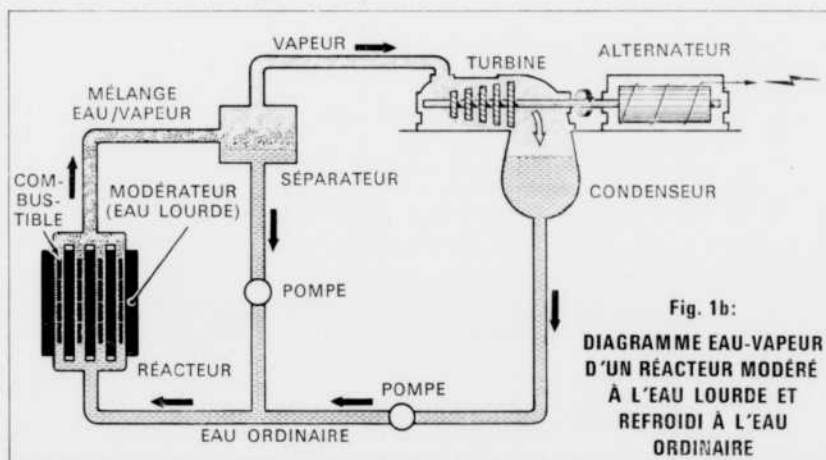 VAPEUR
TURBINE
ALTERNATEUR
MÉLANGE
EAU/VAPEUR
COM-
BUS-
TIBLE
MODÉRATEUR
(EAU LOURDE)
SÉPARATEUR
CONDENSEUR
POMPE
RÉACTEUR
POMPE
EAU ORDINAIRE
Fig. 1b:
DIAGRAMME EAU-VAPEUR
D'UN RÉACTEUR MODÉRÉ
À L'EAU LOURDE ET
REFROIDI À L'EAU
ORDINAIRE